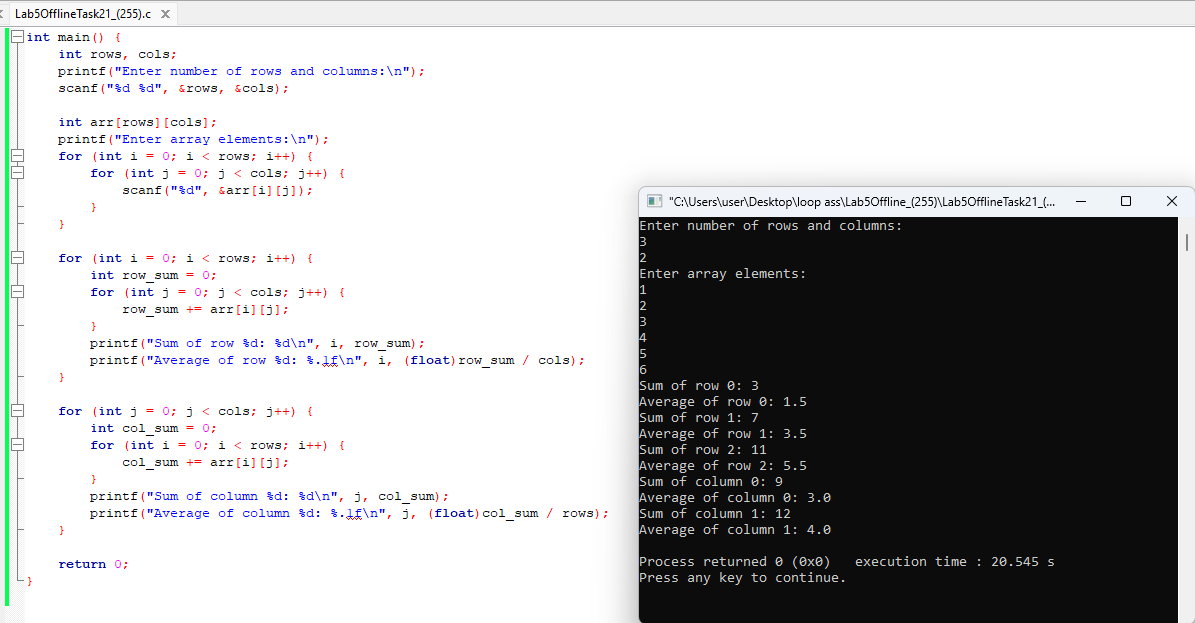 Lab5OfflineTask21_(255).c
int main() {
int rows, cols;
printf("Enter number of rows and columns:\n");
scanf("%d %d", &rows, &cols);
int arr[rows][cols];
printf("Enter array elements:\n");
for (int i = 0; i < rows; i++) {
for (int j = 0; j < cols; j++) {
scanf("%d", &arr[i][j]);
}
}
for (int i = 0; i < rows; i++) {
int row_sum = 0;
for (int j = 0; j < cols; j++) {
row_sum += arr[i][j];
}
printf("Sum of row %d: %d\n", i, row_sum);
printf("Average of row %d: %.1f\n", i, (float)row_sum / cols);
}
for (int j = 0; j < cols; j++) {
int col_sum = 0;
for (int i = 0; i < rows; i++) {
col_sum += arr[i][j];
}
printf("Sum of column %d: %d\n", j, col_sum);
printf("Average of column %d: %.1f\n", j, (float)col_sum / rows);
}
return 0;
}
"C:\Users\user\Desktop\loop ass\Lab5Offline_(255)\Lab5OfflineTask21_(...
Enter number of rows and columns:
3
2
Enter array elements:
1
2
3
4
5
6
Sum of row 0: 3
Average of row 0: 1.5
Sum of row 1: 7
Average of row 1: 3.5
Sum of row 2: 11
Average of row 2: 5.5
Sum of column 0: 9
Average of column 0: 3.0
Sum of column 1: 12
Average of column 1: 4.0
Process returned 0 (0x0)   execution time : 20.545 s
Press any key to continue.